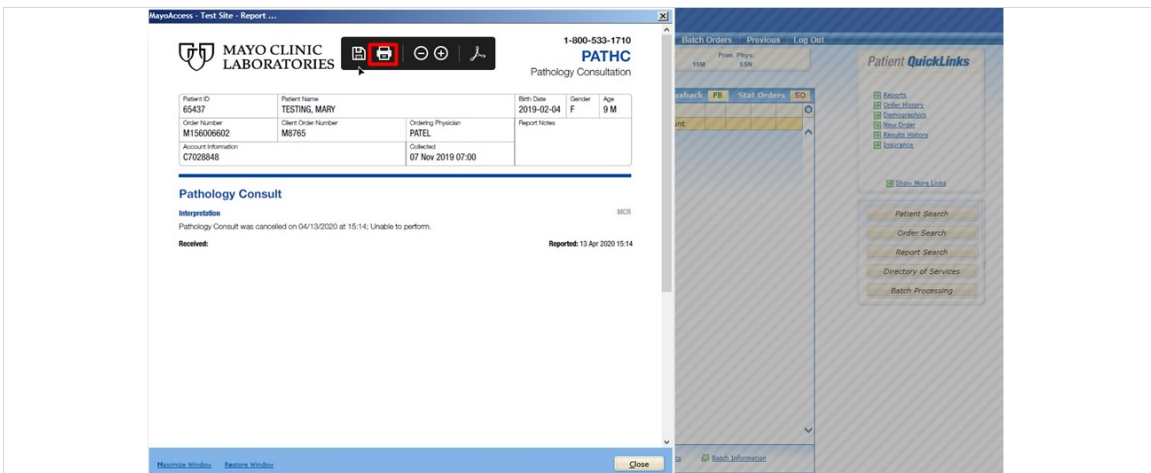 MayoAccess - Test Site - Report ...
MAYO CLINIC
LABORATORIES
1-800-533-1710
PATHC
Pathology Consultation
Patient ID
65437
Patient Name
TESTING, MARY
Birth Date
2019-02-04
Gender
F
Age
9 M
Order Number
M156006602
Client Order Number
M8765
Ordering Physician
PATEL
Report Notes
Account Information
C7028848
Collected
07 Nov 2019 07:00
Pathology Consult
Interpretation
MCR
Pathology Consult was cancelled on 04/13/2020 at 15:14; Unable to perform.
Received:
Reported: 13 Apr 2020 15:14
Maximize Window Restore Window
Close
Batch Orders Previous Log Out
Prim. Phys:
SSN:
FB Stat Orders SO
Batch Information
Patient QuickLinks
Reports
Order History
Demographics
New Order
Results History
Insurance
Show More Links
Patient Search
Order Search
Report Search
Directory of Services
Batch Processing